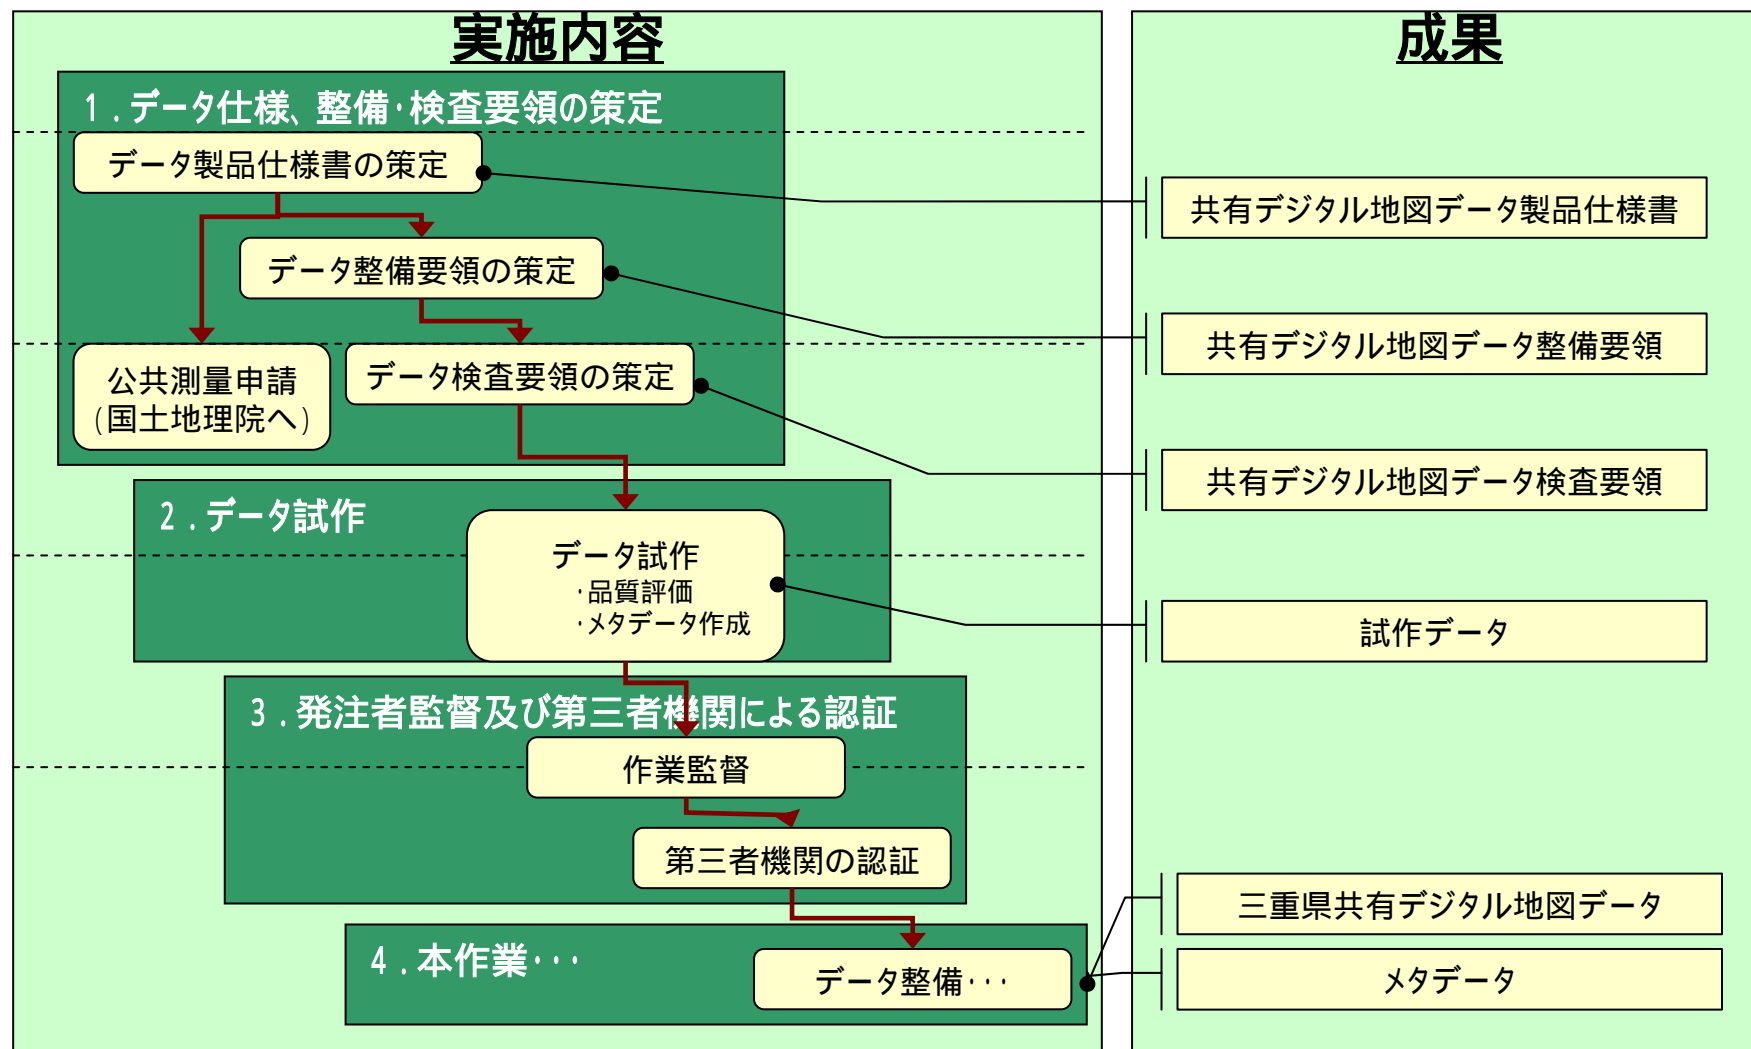 実施内容
成果
1.データ仕様、整備・検査要領の策定
データ製品仕様書の策定
共有デジタル地図データ製品仕様書
データ整備要領の策定
共有デジタル地図データ整備要領
公共測量申請
(国土地理院へ)
データ検査要領の策定
共有デジタル地図データ検査要領
2.データ試作
データ試作
・品質評価
・メタデータ作成
試作データ
3.発注者監督及び第三者機関による認証
作業監督
第三者機関の認証
三重県共有デジタル地図データ
4.本作業・・・
データ整備・・・
メタデータ